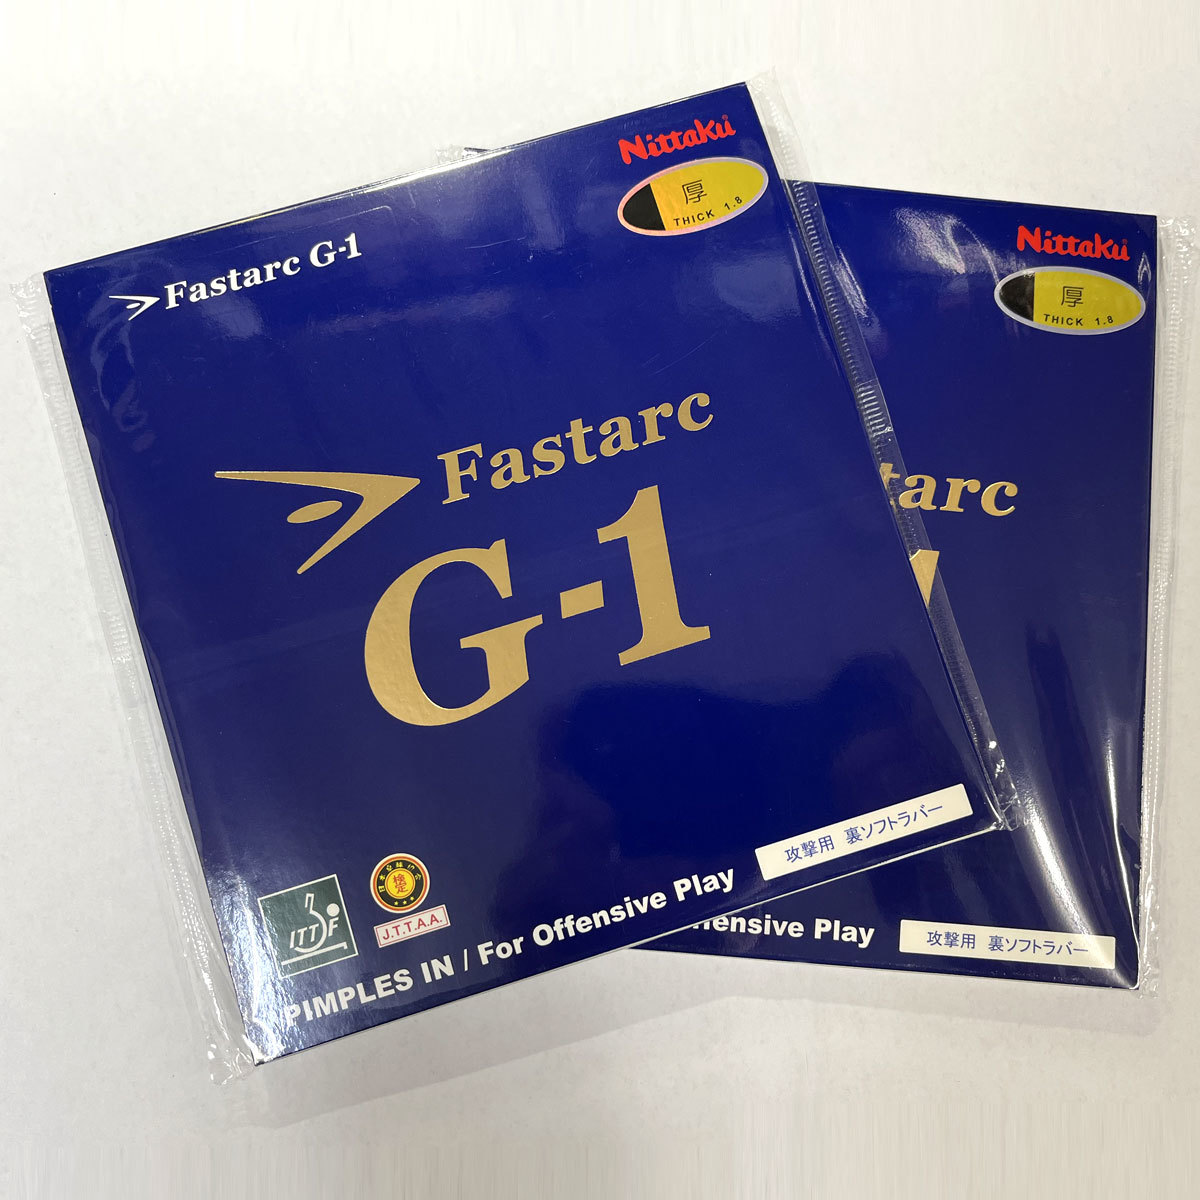 Nittaku
厚
THICK 1.8
Fastarc G-1
Fastarc
G-1
攻撃用 裏ソフトラバー
ITTF
検定
J.T.T.A.A.
PIMPLES IN / For Offensive Play
Nittaku
厚
THICK 1.8
tarc
ffensive Play
攻撃用 裏ソフトラバー